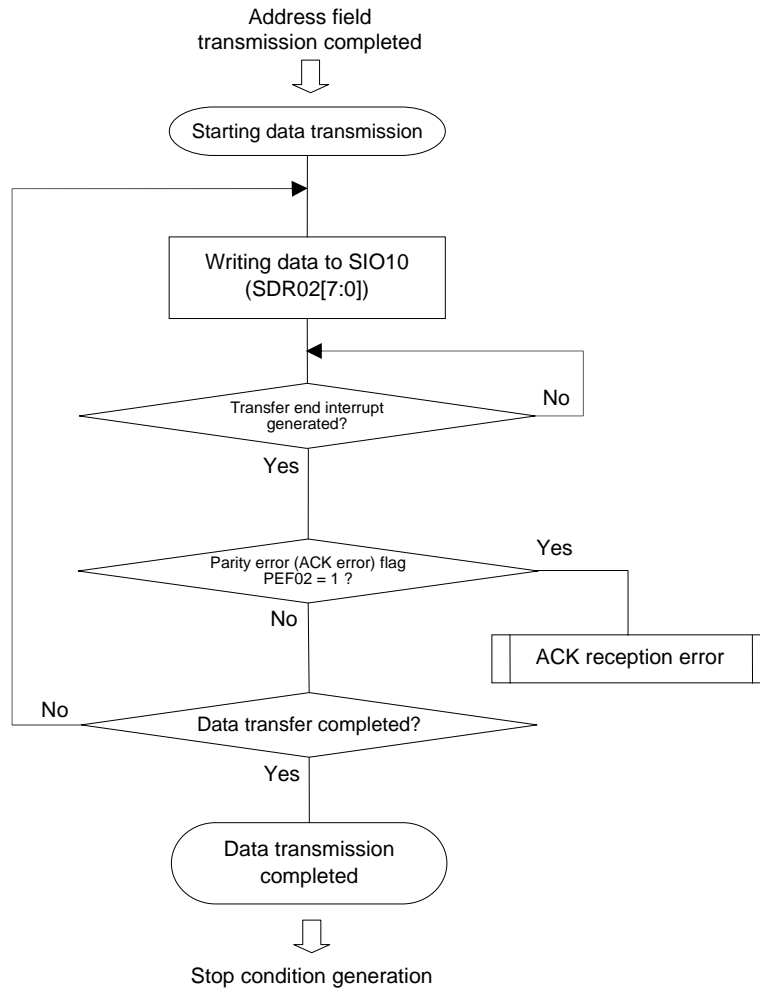 Address field
transmission completed
Starting data transmission
Writing data to SIO10
(SDR02[7:0])
No
Transfer end interrupt
generated?
Yes
Yes
Parity error (ACK error) flag
PEF02 = 1 ?
No
ACK reception error
No
Data transfer completed?
Yes
Data transmission
completed
Stop condition generation